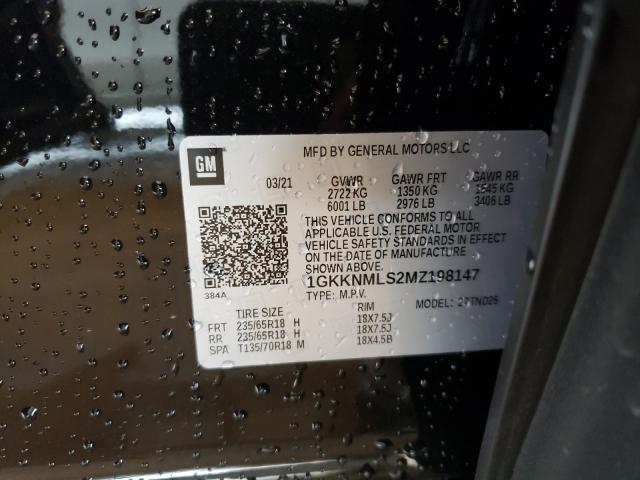 MFD BY GENERAL MOTORS LLC
GM
03/21 GVWR GAWR FRT GAWR RR
2722 KG 1350 KG 1545 KG
6001 LB 2976 LB 3406 LB
THIS VEHICLE CONFORMS TO ALL
APPLICABLE U.S. FEDERAL MOTOR
VEHICLE SAFETY STANDARDS IN EFFECT
ON THE DATE OF MANUFACTURE
SHOWN ABOVE.
1GKKNMLS2MZ198147
384A
TYPE: M.P.V. MODEL:
TIRE SIZE RIM
FRT 235/65R18 H 18X7.5J
RR 235/65R18 H 18X7.5J
SPA T135/70R18 M 18X4.5B